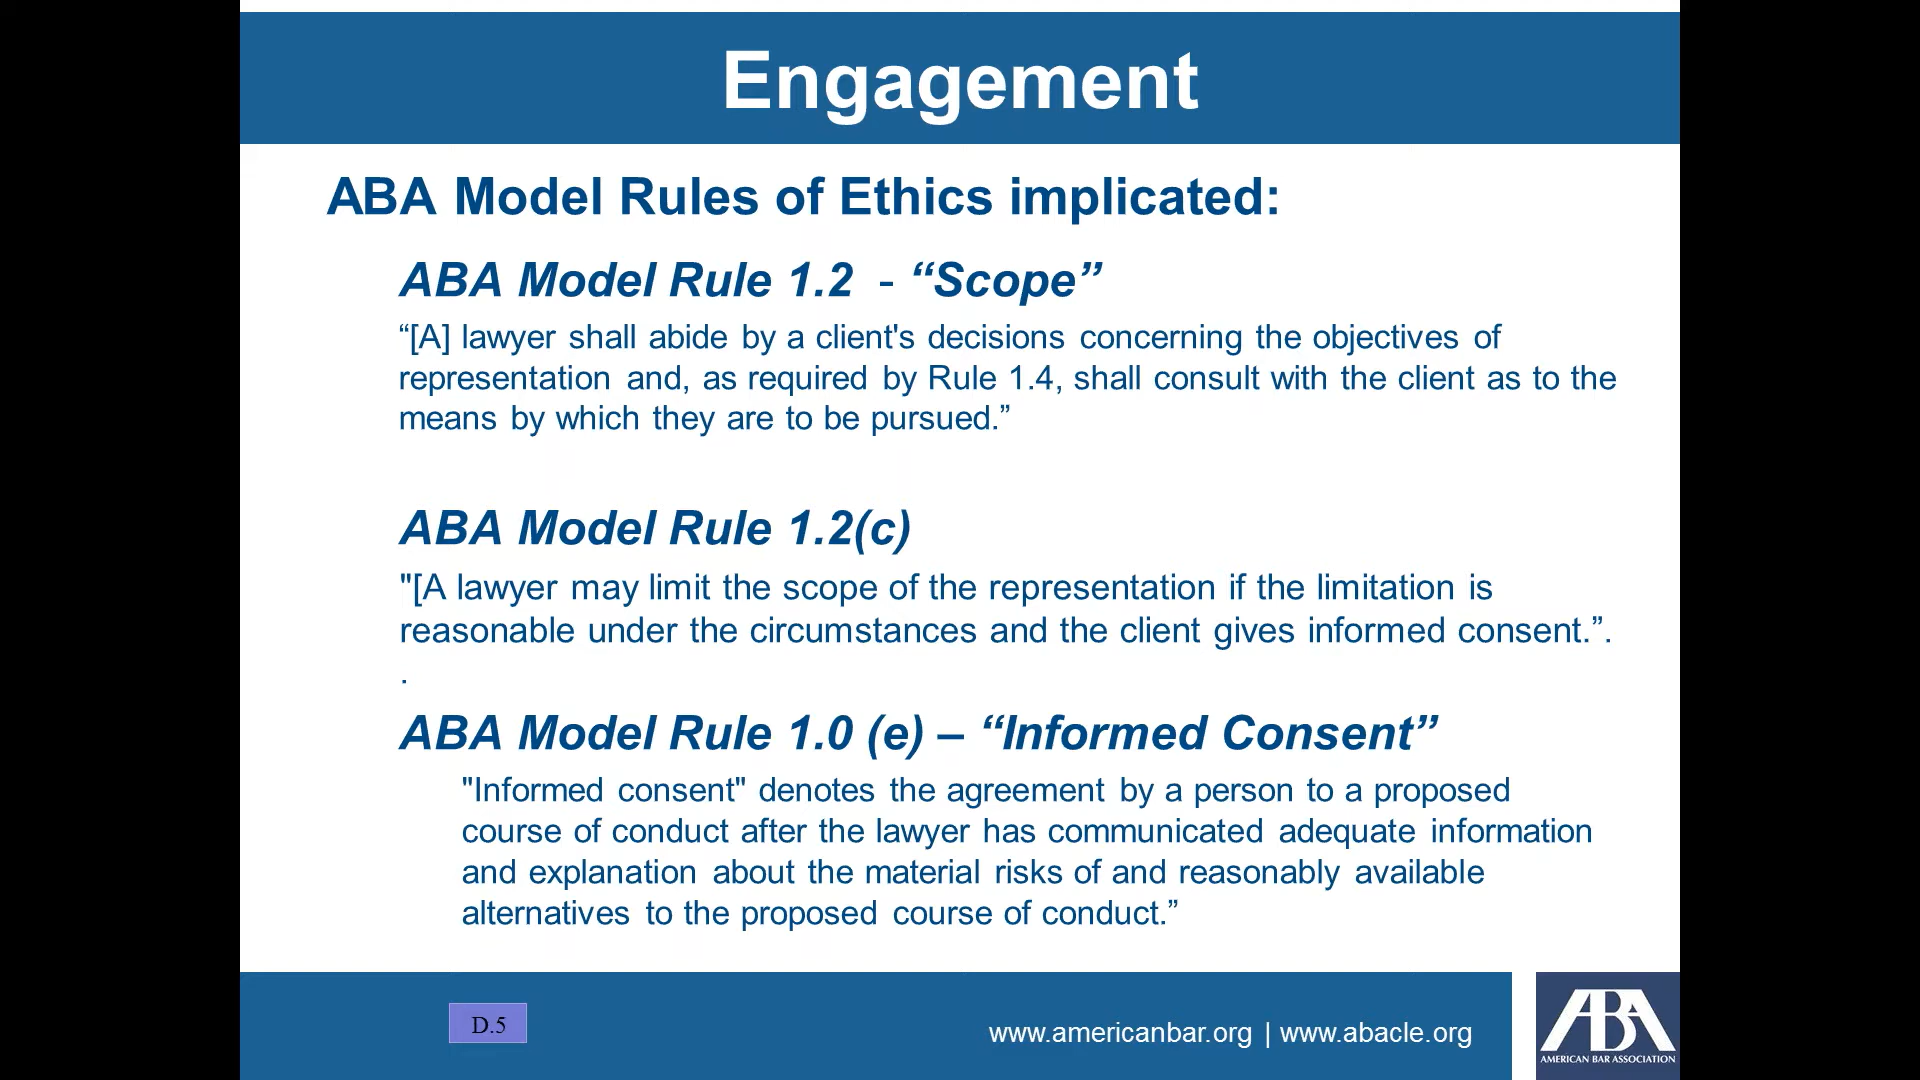 Engagement
ABA Model Rules of Ethics implicated:
ABA Model Rule 1.2 - “Scope”
“[A] lawyer shall abide by a client's decisions concerning the objectives of
representation and, as required by Rule 1.4, shall consult with the client as to the
means by which they are to be pursued.”
ABA Model Rule 1.2(c)
"[A lawyer may limit the scope of the representation if the limitation is
reasonable under the circumstances and the client gives informed consent.”.
.
ABA Model Rule 1.0 (e) – “Informed Consent”
"Informed consent" denotes the agreement by a person to a proposed
course of conduct after the lawyer has communicated adequate information
and explanation about the material risks of and reasonably available
alternatives to the proposed course of conduct.”
D.5
www.americanbar.org | www.abacle.org
ABA
AMERICAN BAR ASSOCIATION